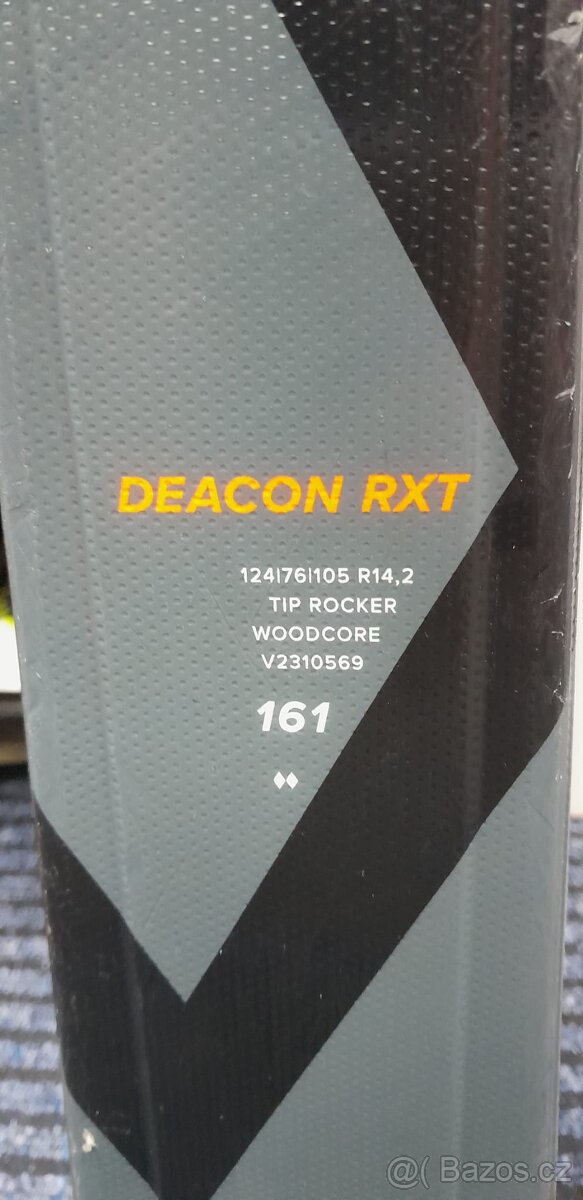 DEACON RXT
124|76|105 R14,2
TIP ROCKER
WOODCORE
V2310569
161
@( Bazos.cz